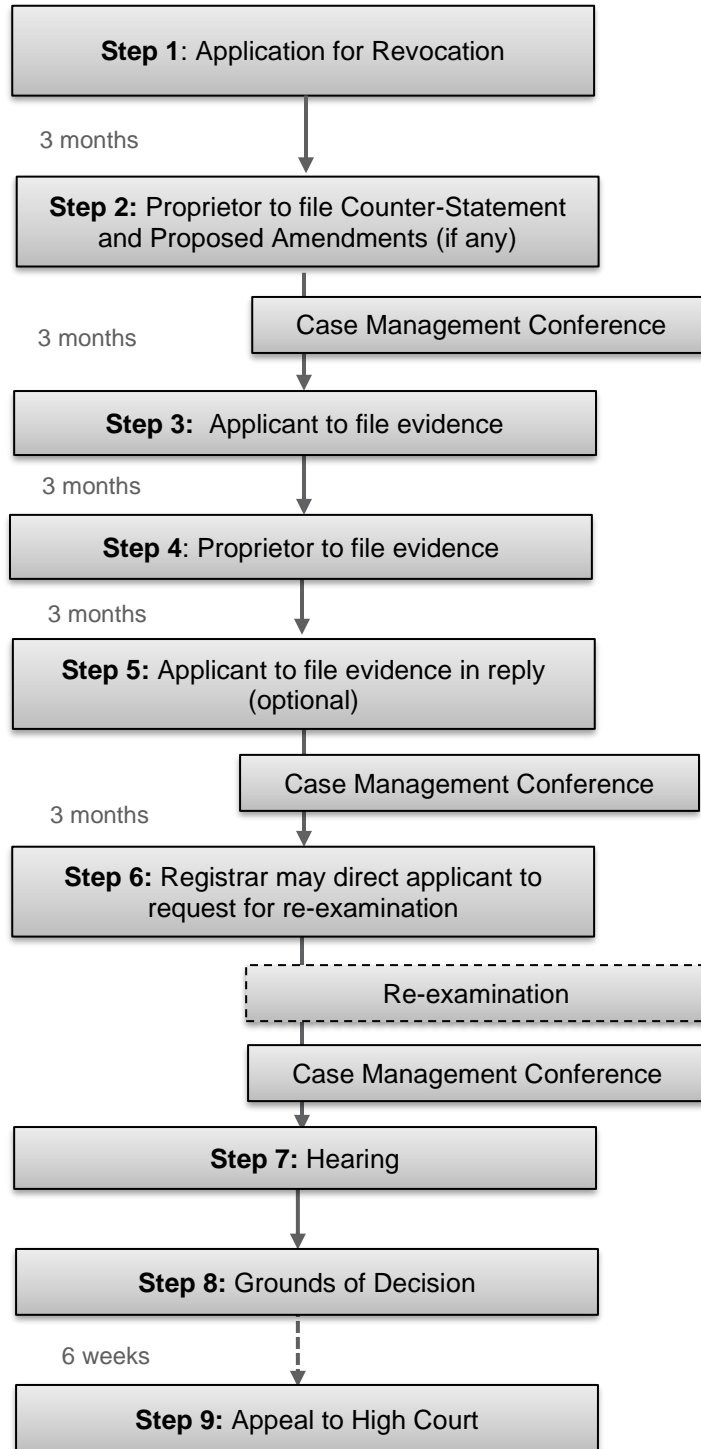 Step 1: Application for Revocation
3 months
Step 2: Proprietor to file Counter-Statement
and Proposed Amendments (if any)
Case Management Conference
3 months
Step 3: Applicant to file evidence
3 months
Step 4: Proprietor to file evidence
3 months
Step 5: Applicant to file evidence in reply
(optional)
Case Management Conference
3 months
Step 6: Registrar may direct applicant to
request for re-examination
Re-examination
Case Management Conference
Step 7: Hearing
Step 8: Grounds of Decision
6 weeks
Step 9: Appeal to High Court